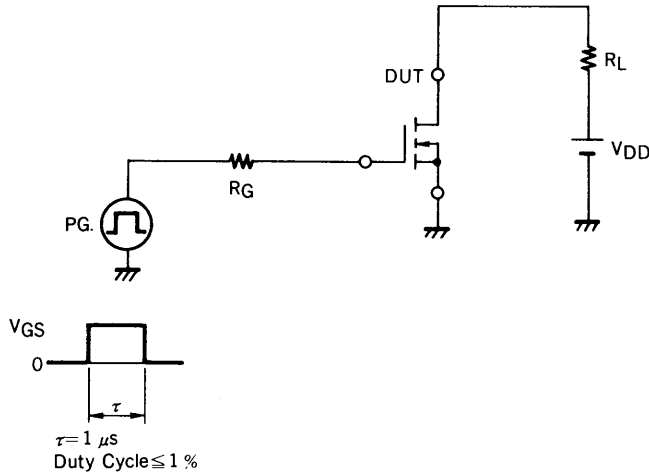 DUT
RL
VDD
RG
PG.
VGS
0
τ
τ=1 μs
Duty Cycle≦1 %